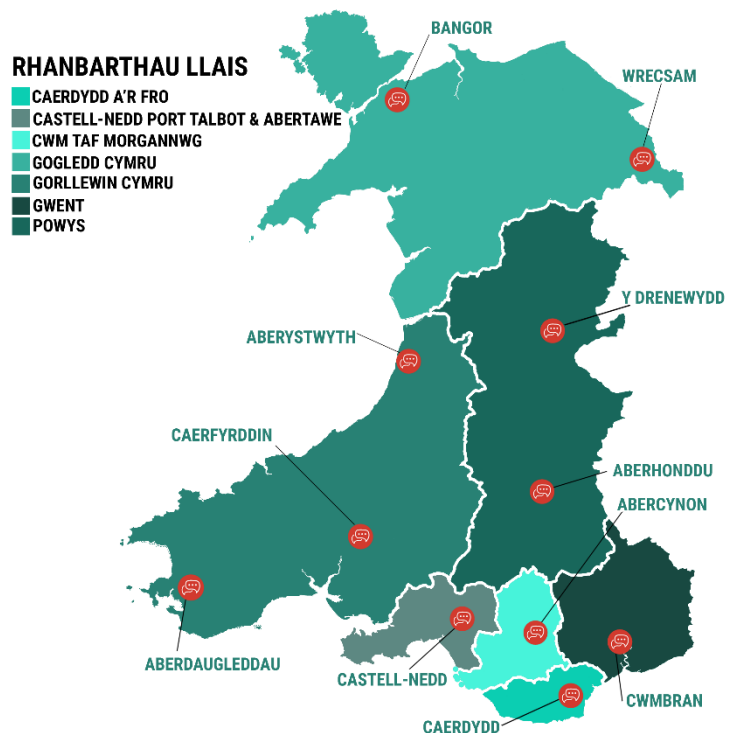 RHANBARTHAU LLAIS
CAERDYDD A'R FRO
CASTELL-NEDD PORT TALBOT & ABERTAWE
CWM TAF MORGANNWG
GOGLEDD CYMRU
GORLLEWIN CYMRU
GWENT
POWYS
BANGOR
WRECSAM
Y DRENEWYDD
ABERYSTWYTH
CAERFYRDDIN
ABERHONDDU
ABERCYNON
ABERDAUGLEDDAU
CASTELL-NEDD
CWMBRAN
CAERDYDD